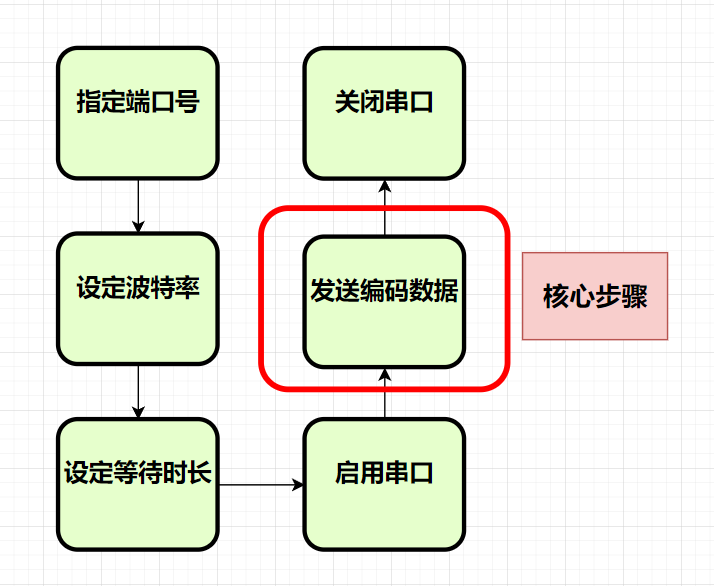 指定端口号
设定波特率
设定等待时长
启用串口
发送编码数据
核心步骤
关闭串口